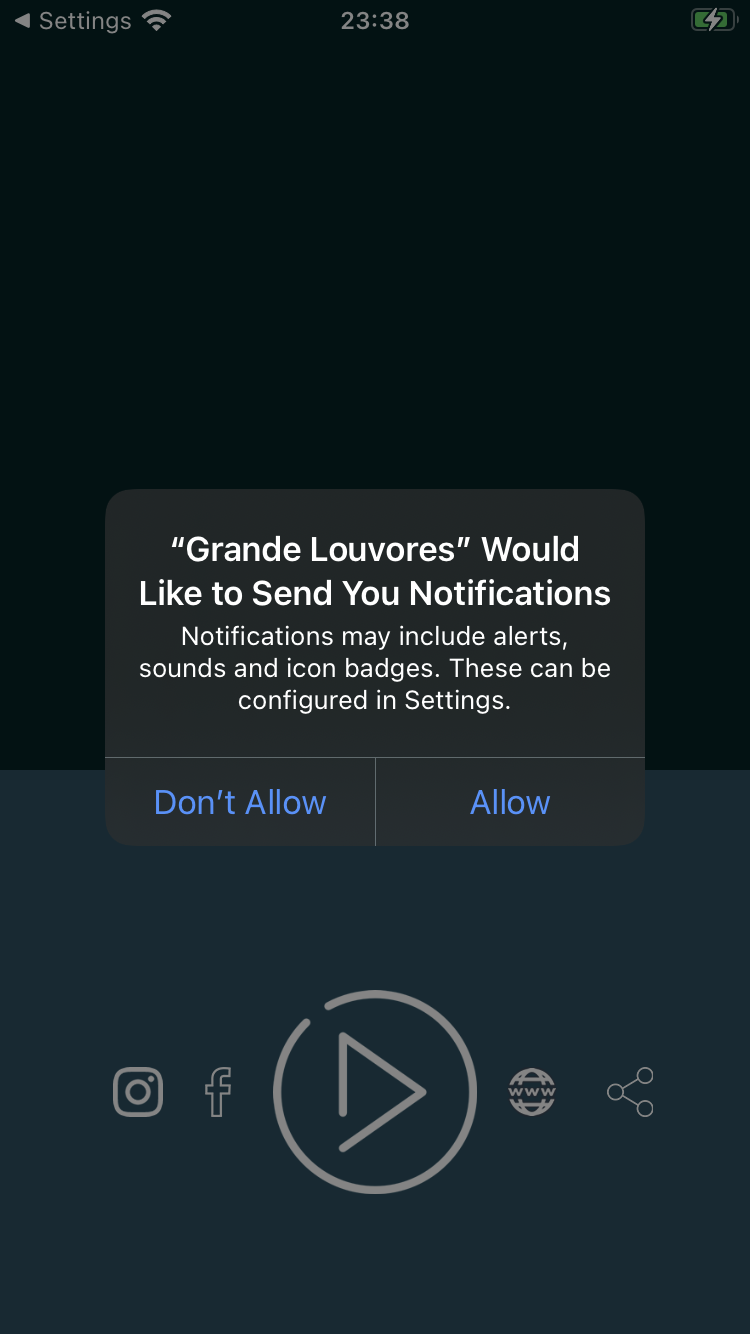 ◀ Settings
23:38
“Grande Louvores” Would
Like to Send You Notifications
Notifications may include alerts,
sounds and icon badges. These can be
configured in Settings.
Don’t Allow
Allow
www